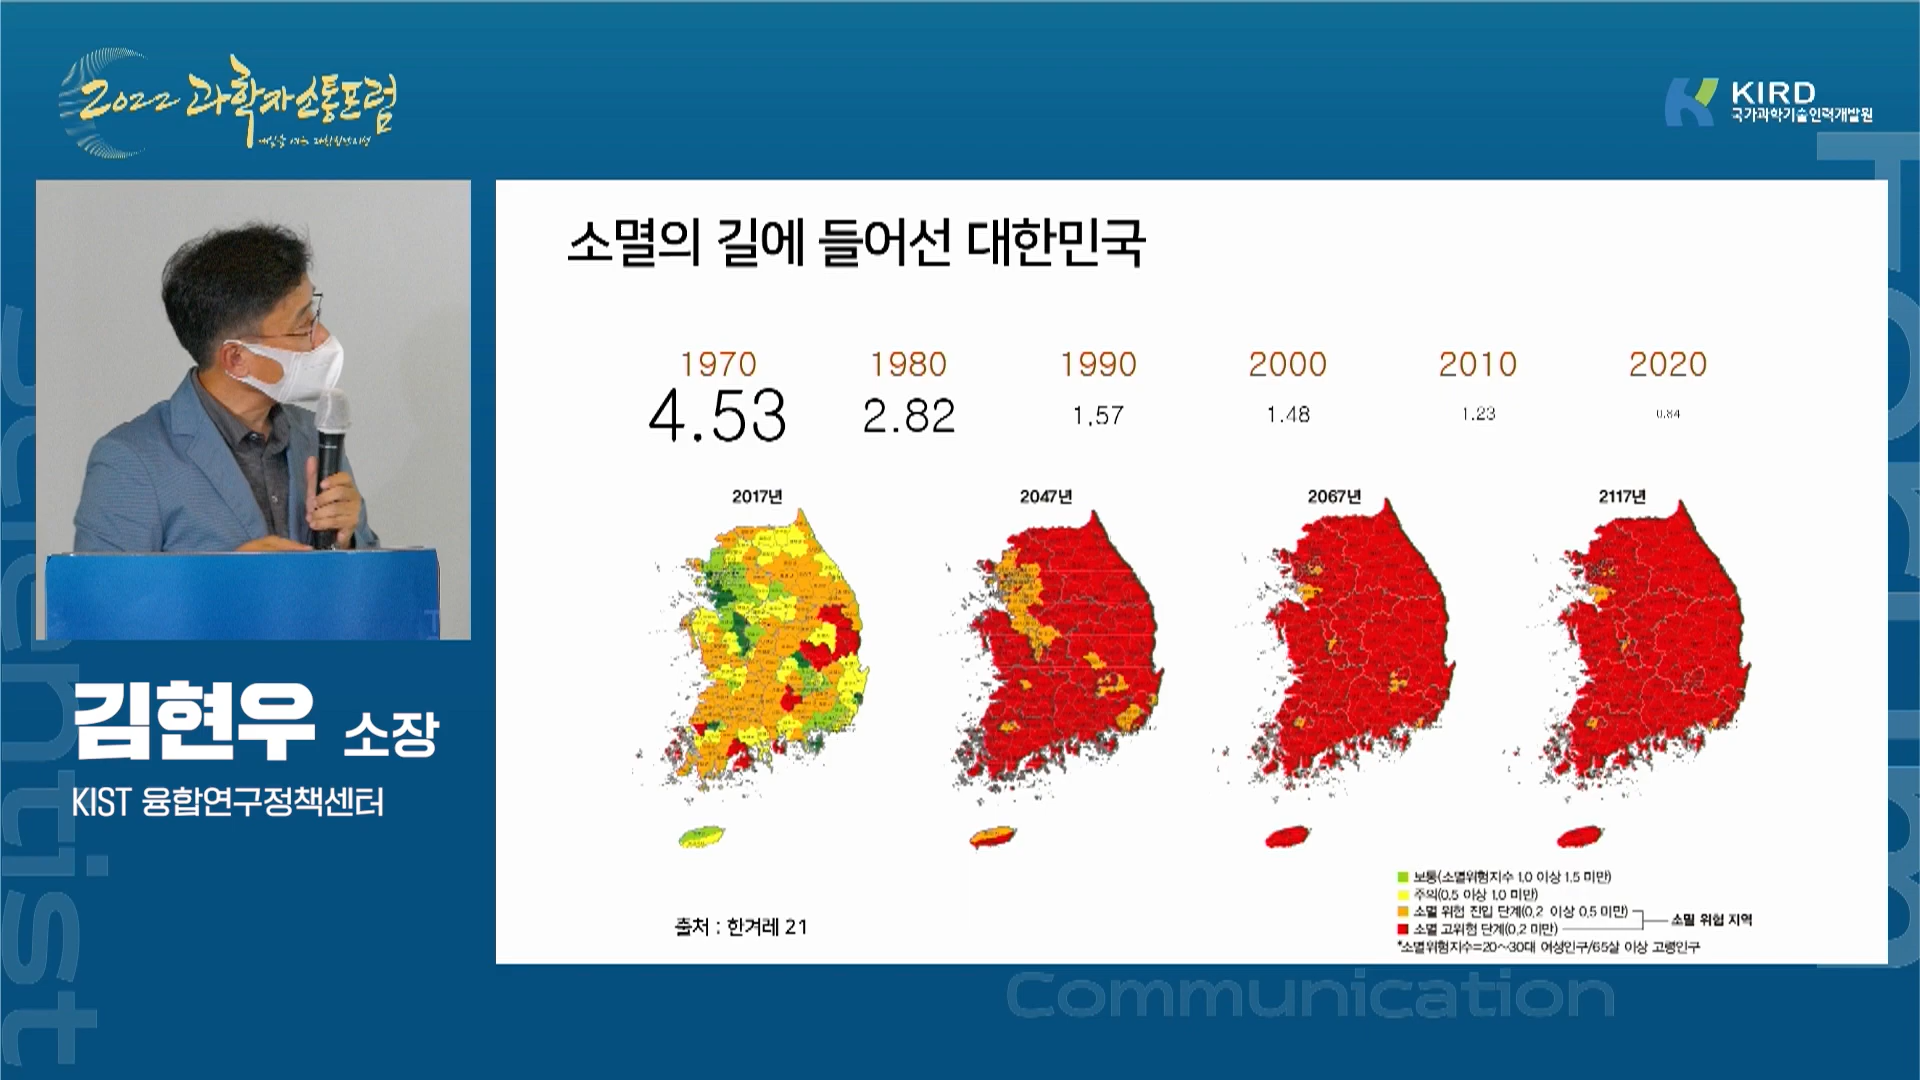 2022 과학자소통포럼
KIRD
국가과학기술인력개발원
소멸의 길에 들어선 대한민국
1970 1980 1990 2000 2010 2020
4.53 2.82 1.57 1.48 1.23 0.84
2017년 2047년 2067년 2117년
보통(소멸위험지수 1.0 이상 1.5 미만)
주의(0.5 이상 1.0 미만)
소멸 위험 진입 단계(0.2 이상 0.5 미만)
소멸 위험 지역
소멸 고위험 단계(0.2 미만)
*소멸위험지수=20~30대 여성인구/65살 이상 고령인구
출처 : 한겨레 21
김현우 소장
KIST 융합연구정책센터
Scientist
Communication
Forum